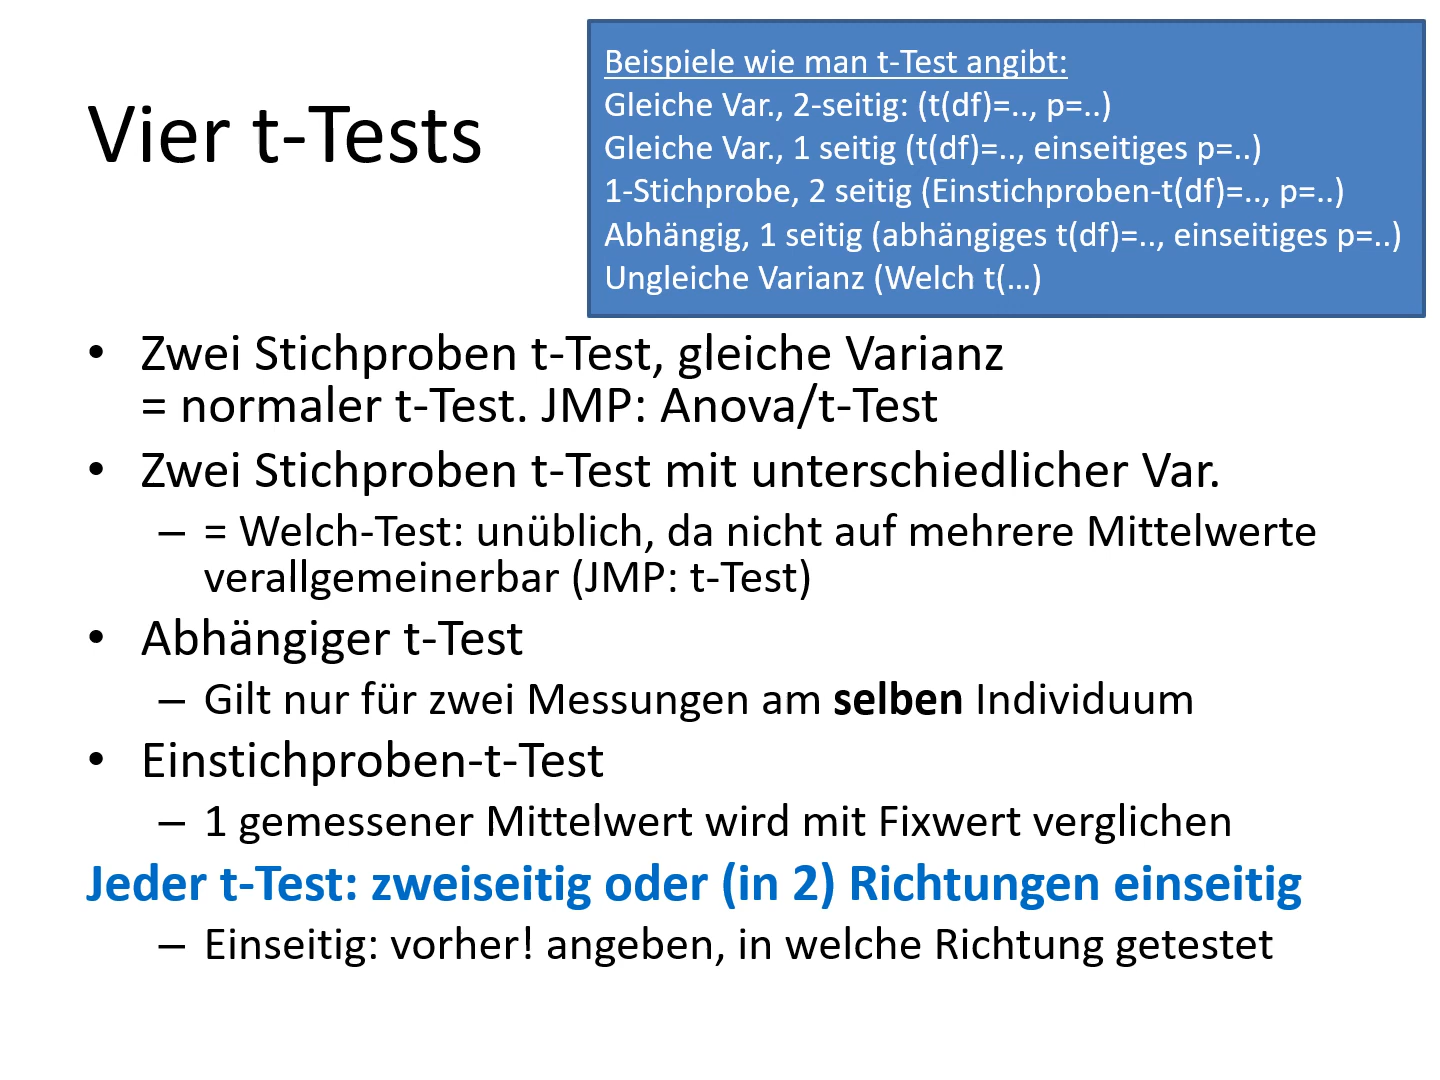 Vier t-Tests
Beispiele wie man t-Test angibt:
Gleiche Var., 2-seitig: (t(df)=.., p=..)
Gleiche Var., 1 seitig (t(df)=.., einseitiges p=..)
1-Stichprobe, 2 seitig (Einstichproben-t(df)=.., p=..)
Abhängig, 1 seitig (abhängiges t(df)=.., einseitiges p=..)
Ungleiche Varianz (Welch t(…)
• Zwei Stichproben t-Test, gleiche Varianz
= normaler t-Test. JMP: Anova/t-Test
• Zwei Stichproben t-Test mit unterschiedlicher Var.
– = Welch-Test: unüblich, da nicht auf mehrere Mittelwerte
verallgemeinerbar (JMP: t-Test)
• Abhängiger t-Test
– Gilt nur für zwei Messungen am selben Individuum
• Einstichproben-t-Test
– 1 gemessener Mittelwert wird mit Fixwert verglichen
Jeder t-Test: zweiseitig oder (in 2) Richtungen einseitig
– Einseitig: vorher! angeben, in welche Richtung getestet